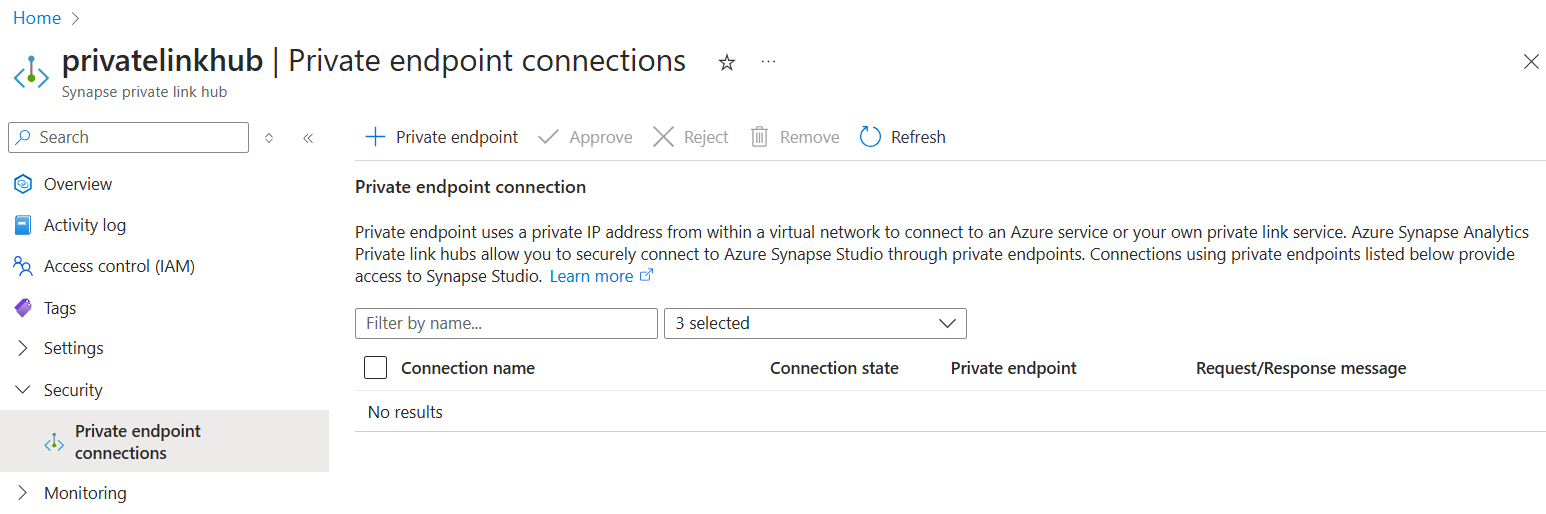 Home
privatelinkhub | Private endpoint connections
Synapse private link hub
Search
Overview
Activity log
Access control (IAM)
Tags
Settings
Security
Private endpoint
connections
Monitoring
Private endpoint Approve Reject Remove Refresh
Private endpoint connection
Private endpoint uses a private IP address from within a virtual network to connect to an Azure service or your own private link service. Azure Synapse Analytics
Private link hubs allow you to securely connect to Azure Synapse Studio through private endpoints. Connections using private endpoints listed below provide
access to Synapse Studio. Learn more
Filter by name... 3 selected
Connection name Connection state Private endpoint Request/Response message
No results